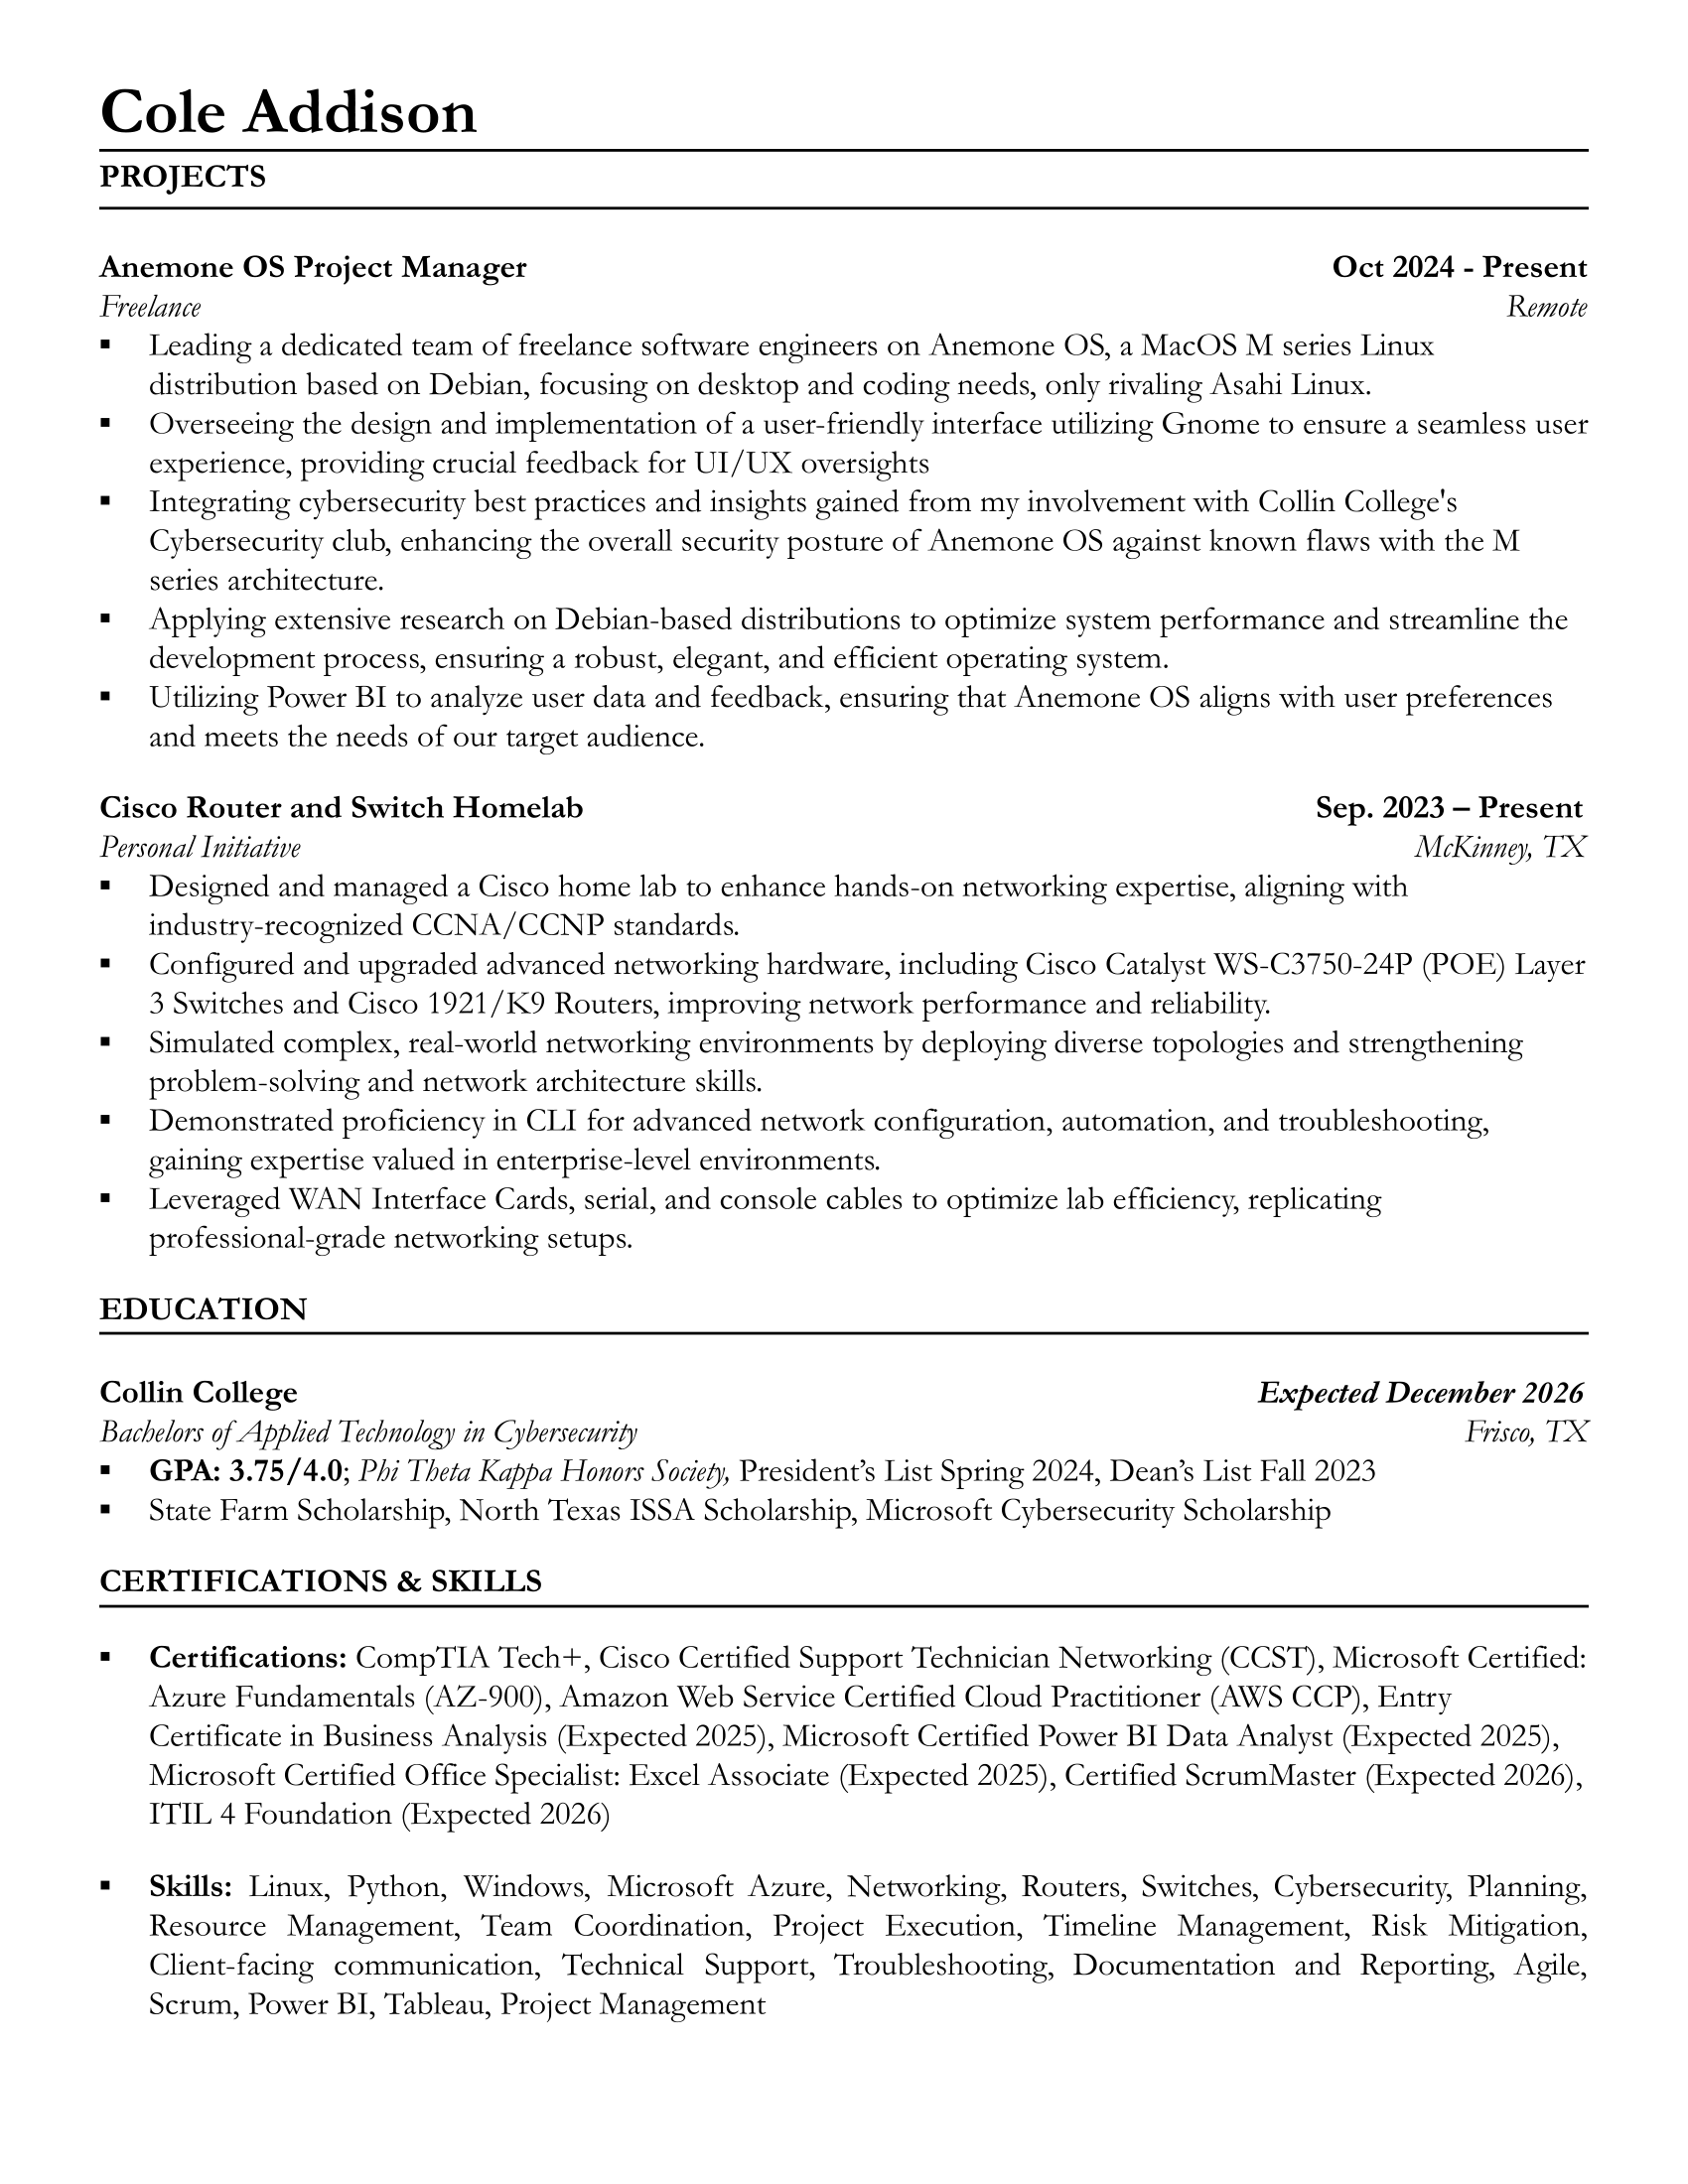 Cole Addison
PROJECTS
Anemone OS Project Manager Oct 2024 - Present
Freelance Remote
▪ Leading a dedicated team of freelance software engineers on Anemone OS, a MacOS M series Linux
distribution based on Debian, focusing on desktop and coding needs, only rivaling Asahi Linux.
▪ Overseeing the design and implementation of a user-friendly interface utilizing Gnome to ensure a seamless user
experience, providing crucial feedback for UI/UX oversights
▪ Integrating cybersecurity best practices and insights gained from my involvement with Collin College's
Cybersecurity club, enhancing the overall security posture of Anemone OS against known flaws with the M
series architecture.
▪ Applying extensive research on Debian-based distributions to optimize system performance and streamline the
development process, ensuring a robust, elegant, and efficient operating system.
▪ Utilizing Power BI to analyze user data and feedback, ensuring that Anemone OS aligns with user preferences
and meets the needs of our target audience.
Cisco Router and Switch Homelab Sep. 2023 – Present
Personal Initiative McKinney, TX
▪ Designed and managed a Cisco home lab to enhance hands-on networking expertise, aligning with
industry-recognized CCNA/CCNP standards.
▪ Configured and upgraded advanced networking hardware, including Cisco Catalyst WS-C3750-24P (POE) Layer
3 Switches and Cisco 1921/K9 Routers, improving network performance and reliability.
▪ Simulated complex, real-world networking environments by deploying diverse topologies and strengthening
problem-solving and network architecture skills.
▪ Demonstrated proficiency in CLI for advanced network configuration, automation, and troubleshooting,
gaining expertise valued in enterprise-level environments.
▪ Leveraged WAN Interface Cards, serial, and console cables to optimize lab efficiency, replicating
professional-grade networking setups.
EDUCATION
Collin College Expected December 2026
Bachelors of Applied Technology in Cybersecurity Frisco, TX
▪ GPA: 3.75/4.0; Phi Theta Kappa Honors Society, President’s List Spring 2024, Dean’s List Fall 2023
▪ State Farm Scholarship, North Texas ISSA Scholarship, Microsoft Cybersecurity Scholarship
CERTIFICATIONS & SKILLS
▪ Certifications: CompTIA Tech+, Cisco Certified Support Technician Networking (CCST), Microsoft Certified:
Azure Fundamentals (AZ-900), Amazon Web Service Certified Cloud Practitioner (AWS CCP), Entry
Certificate in Business Analysis (Expected 2025), Microsoft Certified Power BI Data Analyst (Expected 2025),
Microsoft Certified Office Specialist: Excel Associate (Expected 2025), Certified ScrumMaster (Expected 2026),
ITIL 4 Foundation (Expected 2026)
▪ Skills: Linux, Python, Windows, Microsoft Azure, Networking, Routers, Switches, Cybersecurity, Planning,
Resource Management, Team Coordination, Project Execution, Timeline Management, Risk Mitigation,
Client-facing communication, Technical Support, Troubleshooting, Documentation and Reporting, Agile,
Scrum, Power BI, Tableau, Project Management